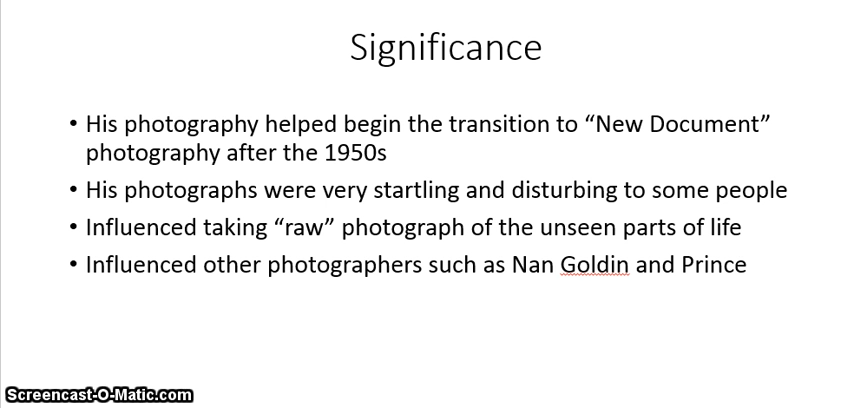 Significance
• His photography helped begin the transition to “New Document”
photography after the 1950s
• His photographs were very startling and disturbing to some people
• Influenced taking “raw” photograph of the unseen parts of life
• Influenced other photographers such as Nan Goldin and Prince
Screencast-O-Matic.com